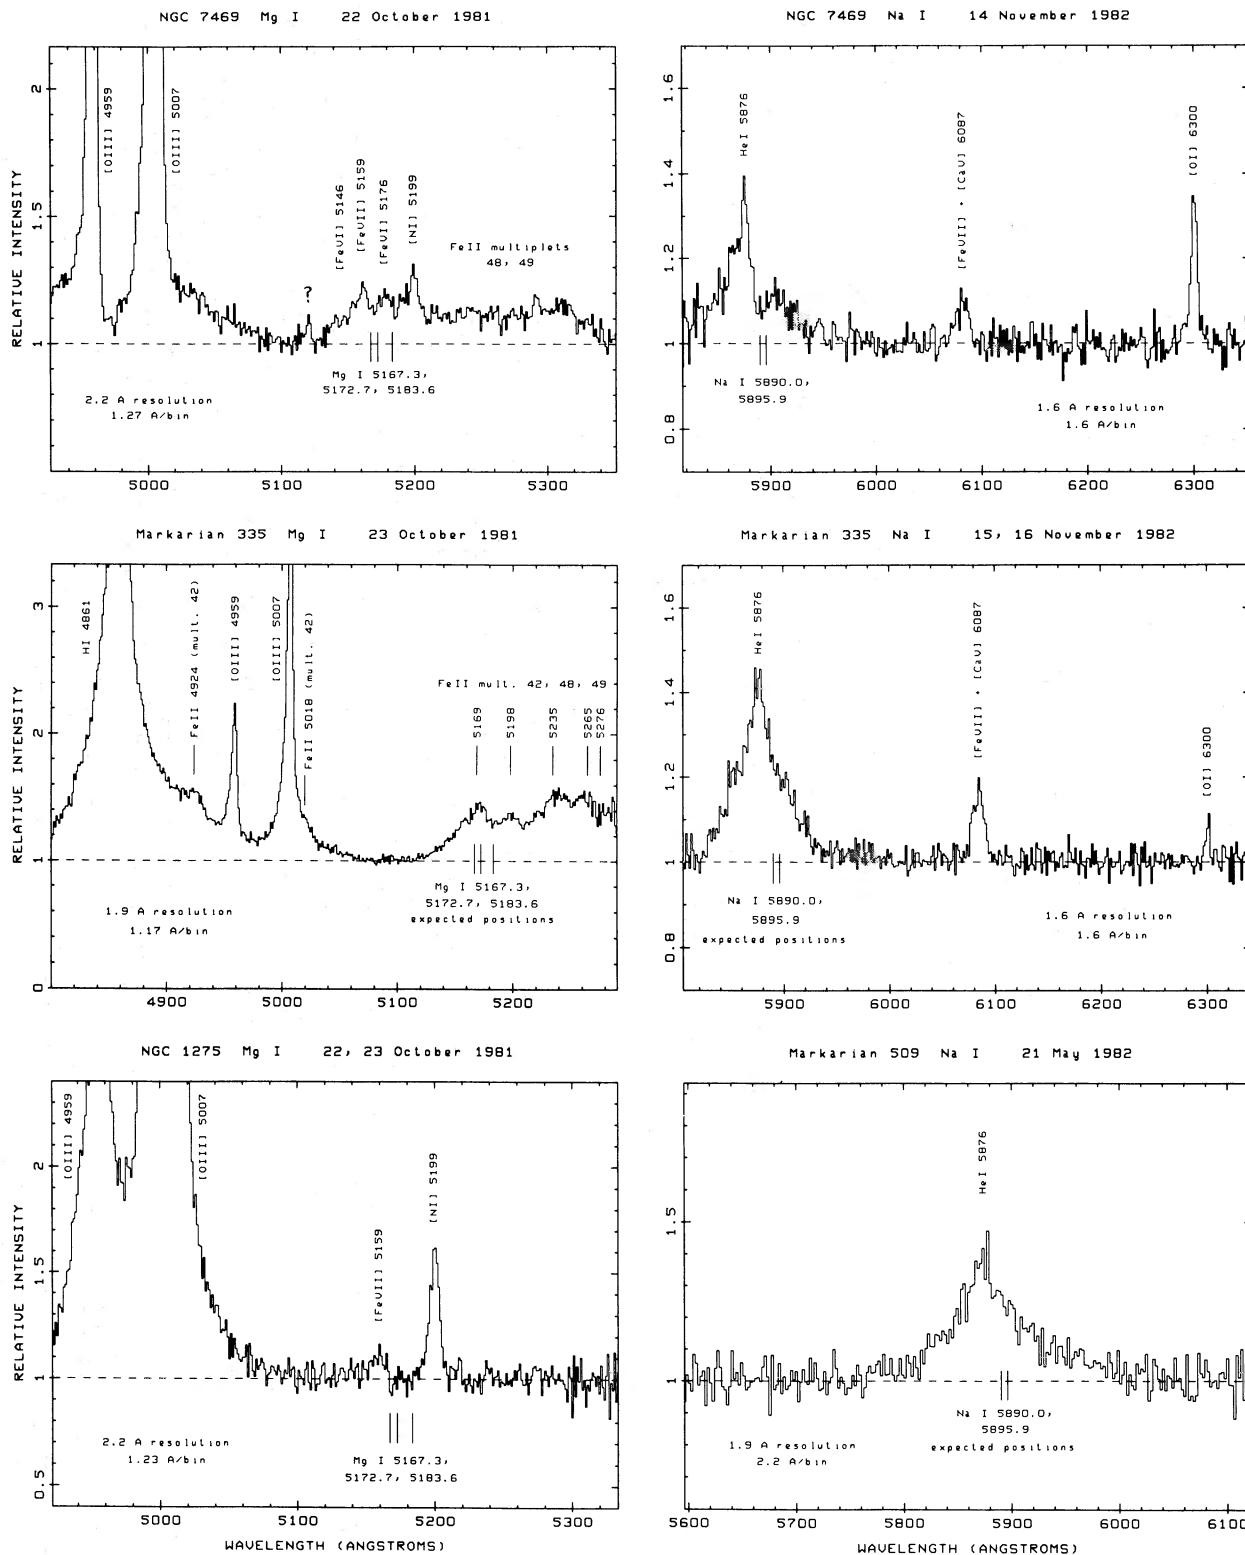 NGC 7469 Mg I 22 October 1981
RELATIVE INTENSITY
2
1.5
1
[OIII] 4959
[OIII] 5007
?
[FeVI] 5146
[FeVII] 5159
[FeVI] 5176
[NI] 5199
FeII multiplets
48, 49
Mg I 5167.3,
5172.7, 5183.6
2.2 A resolution
1.27 A/bin
5000 5100 5200 5300
NGC 7469 Na I 14 November 1982
1.6
1.4
1.2
1
0.8
HeI 5876
[FeVII] + [CaV] 6087
[OI] 6300
Na I 5890.0,
5895.9
1.6 A resolution
1.6 A/bin
5900 6000 6100 6200 6300
Markarian 335 Mg I 23 October 1981
RELATIVE INTENSITY
3
2
1
0
HI 4861
FeII 4924 (mult. 42)
[OIII] 4959
[OIII] 5007
FeII 5018 (mult. 42)
FeII mult. 42, 48, 49
5169
5198
5235
5265
5276
Mg I 5167.3,
5172.7, 5183.6
expected positions
1.9 A resolution
1.17 A/bin
4900 5000 5100 5200
Markarian 335 Na I 15, 16 November 1982
1.6
1.4
1.2
1
0.8
HeI 5876
[FeVII] + [CaV] 6087
[OI] 6300
Na I 5890.0,
5895.9
expected positions
1.6 A resolution
1.6 A/bin
5900 6000 6100 6200 6300
NGC 1275 Mg I 22, 23 October 1981
RELATIVE INTENSITY
2
1.5
1
0.5
[OIII] 4959
[OIII] 5007
[FeVII] 5159
[NI] 5199
2.2 A resolution
1.23 A/bin
Mg I 5167.3,
5172.7, 5183.6
5000 5100 5200 5300
WAVELENGTH (ANGSTROMS)
Markarian 509 Na I 21 May 1982
1.5
1
HeI 5876
Na I 5890.0,
5895.9
expected positions
1.9 A resolution
2.2 A/bin
5600 5700 5800 5900 6000 6100
WAVELENGTH (ANGSTROMS)